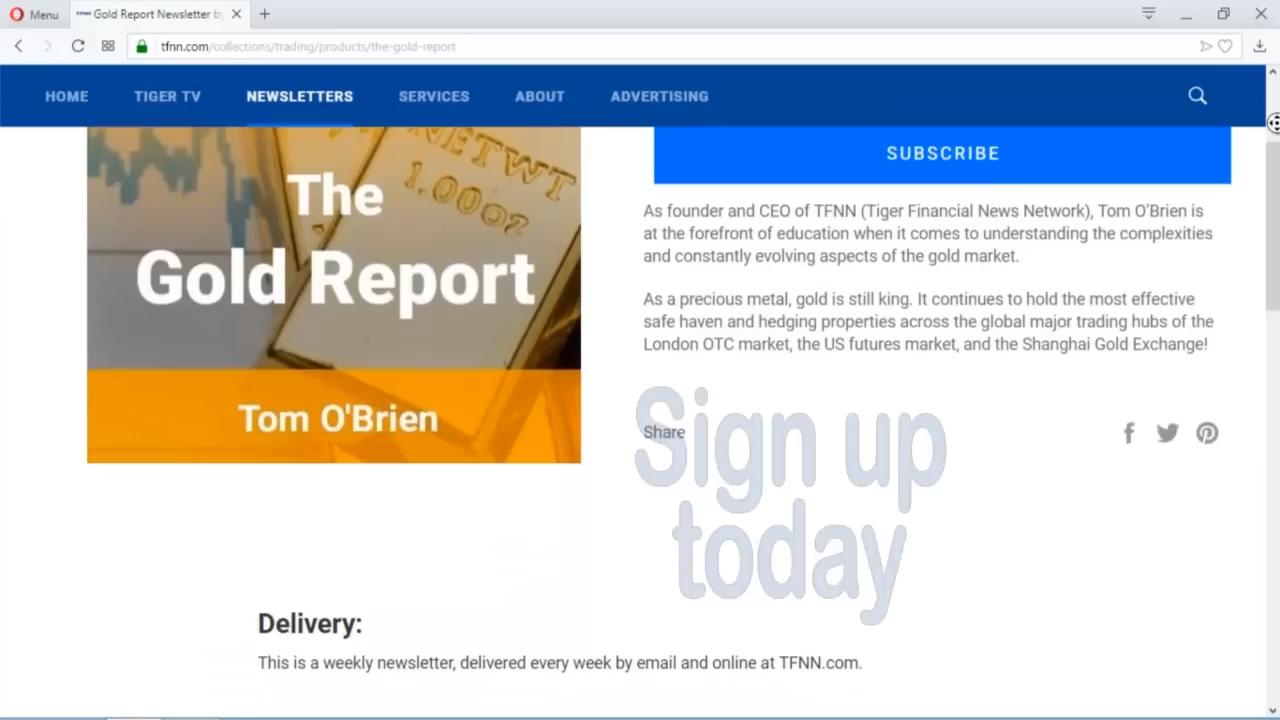 Menu
TFNN Gold Report Newsletter by
tfnn.com/collections/trading/products/the-gold-report
HOME
TIGER TV
NEWSLETTERS
SERVICES
ABOUT
ADVERTISING
NETWT
1.00OZ
The
Gold Report
Tom O'Brien
SUBSCRIBE
As founder and CEO of TFNN (Tiger Financial News Network), Tom O'Brien is
at the forefront of education when it comes to understanding the complexities
and constantly evolving aspects of the gold market.
As a precious metal, gold is still king. It continues to hold the most effective
safe haven and hedging properties across the global major trading hubs of the
London OTC market, the US futures market, and the Shanghai Gold Exchange!
Share
Sign up
today
Delivery:
This is a weekly newsletter, delivered every week by email and online at TFNN.com.